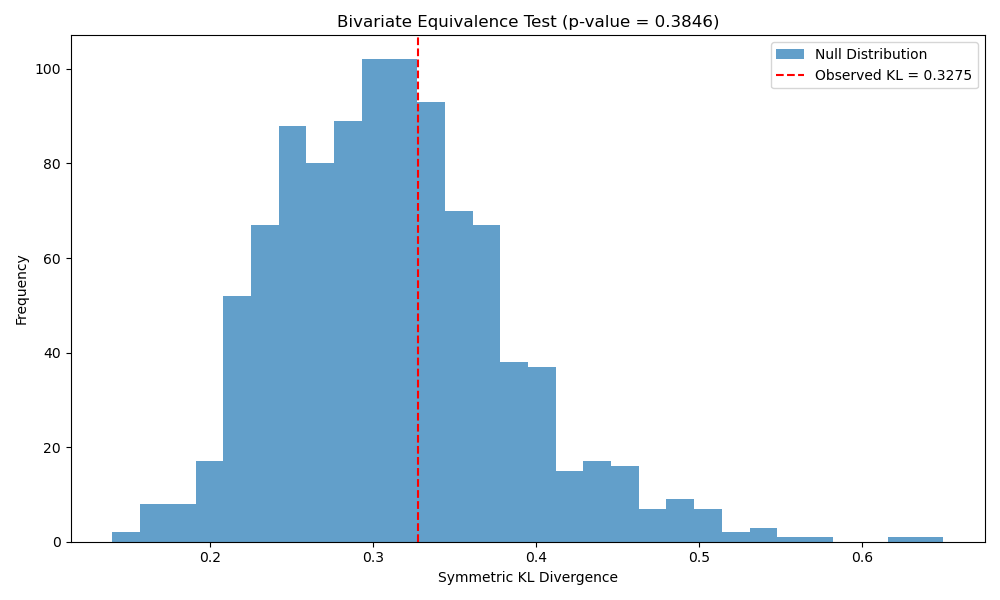 Bivariate Equivalence Test (p-value = 0.3846)
Null Distribution
Observed KL = 0.3275
Frequency
100
80
60
40
20
0
0.2 0.3 0.4 0.5 0.6
Symmetric KL Divergence